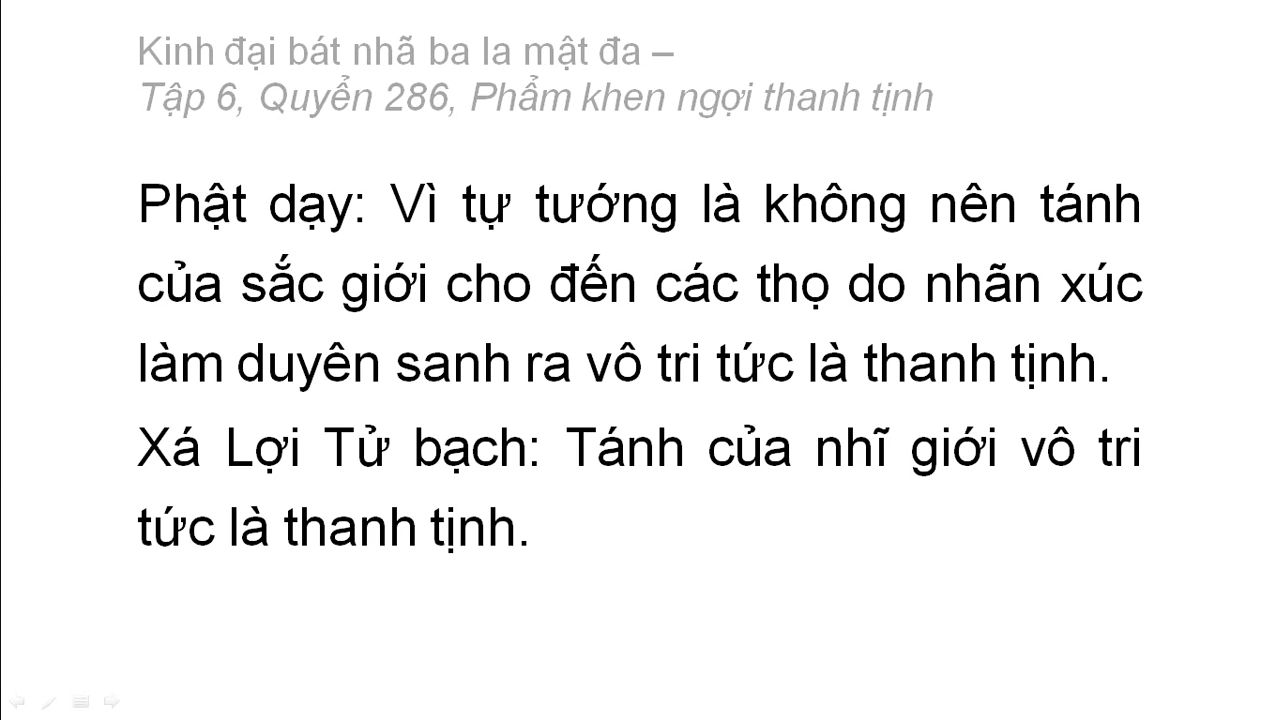 Kinh đại bát nhã ba la mật đa –
Tập 6, Quyển 286, Phẩm khen ngợi thanh tịnh
Phật dạy: Vì tự tướng là không nên tánh
của sắc giới cho đến các thọ do nhãn xúc
làm duyên sanh ra vô tri tức là thanh tịnh.
Xá Lợi Tử bạch: Tánh của nhĩ giới vô tri
tức là thanh tịnh.